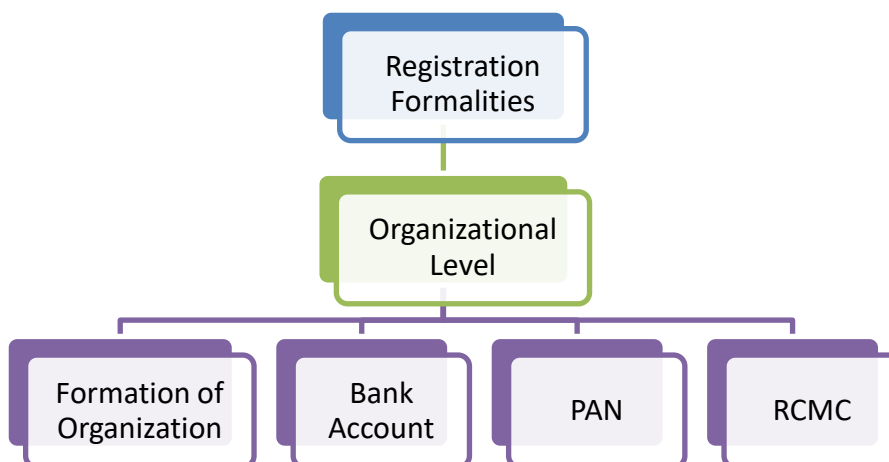 Registration
Formalities
Organizational
Level
Formation of
Organization
Bank
Account
PAN
RCMC